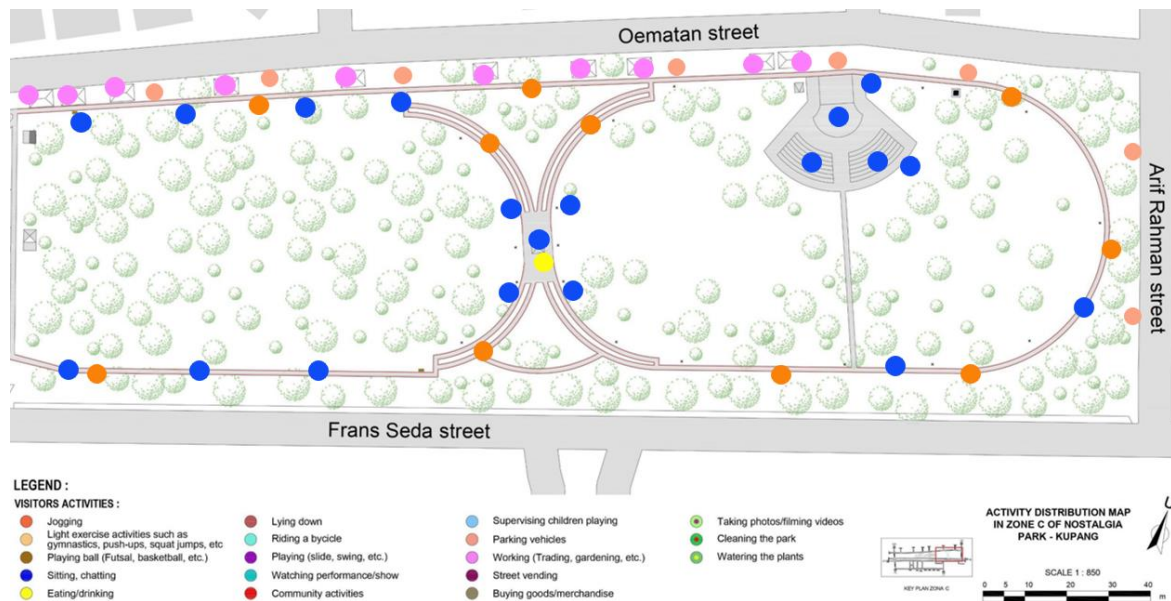 Oematan street
Arif Rahman street
Frans Seda street
LEGEND :
VISITORS ACTIVITIES :
Jogging
Light exercise activities such as
gymnastics, push-ups, squat jumps, etc
Playing ball (Futsal, basketball, etc.)
Sitting, chatting
Eating/drinking
Lying down
Riding a bycicle
Playing (slide, swing, etc.)
Watching performance/show
Community activities
Supervising children playing
Parking vehicles
Working (Trading, gardening, etc.)
Street vending
Buying goods/merchandise
Taking photos/filming videos
Cleaning the park
Watering the plants
KEY PLAN ZONA C
ACTIVITY DISTRIBUTION MAP
IN ZONE C OF NOSTALGIA
PARK - KUPANG
SCALE 1 : 850
0 5 10 20 30 40
m
U